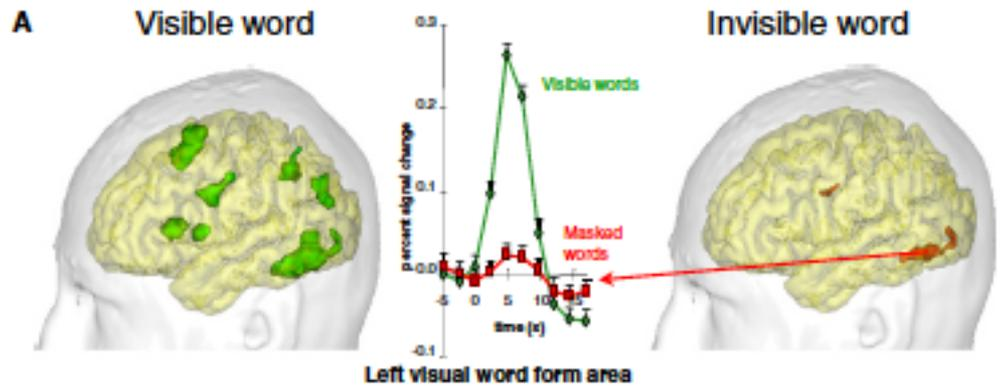 A
Visible word
Invisible word
0.3
0.2
0.1
0.0
-0.1
percent signal change
Visible words
Masked
words
-5 0 5 10 15
time (x)
Left visual word form area